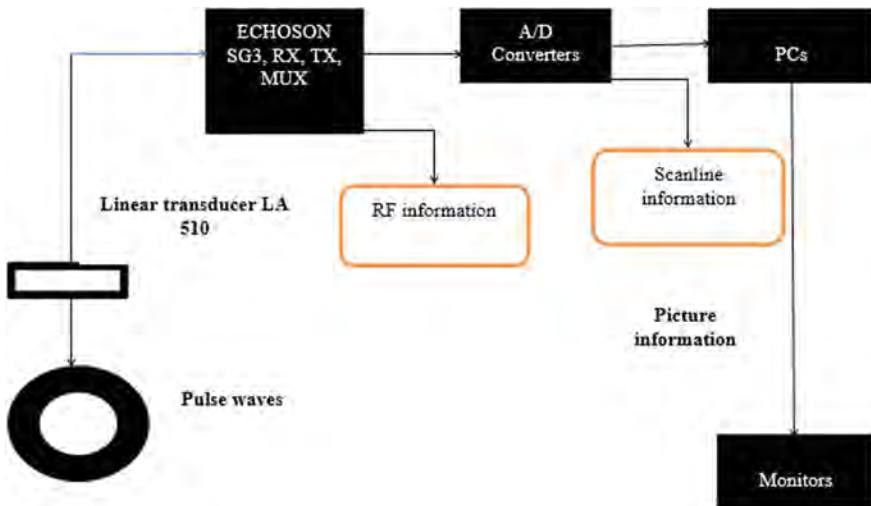 ECHOSON
SG3, RX, TX,
MUX
A/D
Converters
PCs
Scanline
information
RF information
Linear transducer LA
510
Picture
information
Pulse waves
Monitors